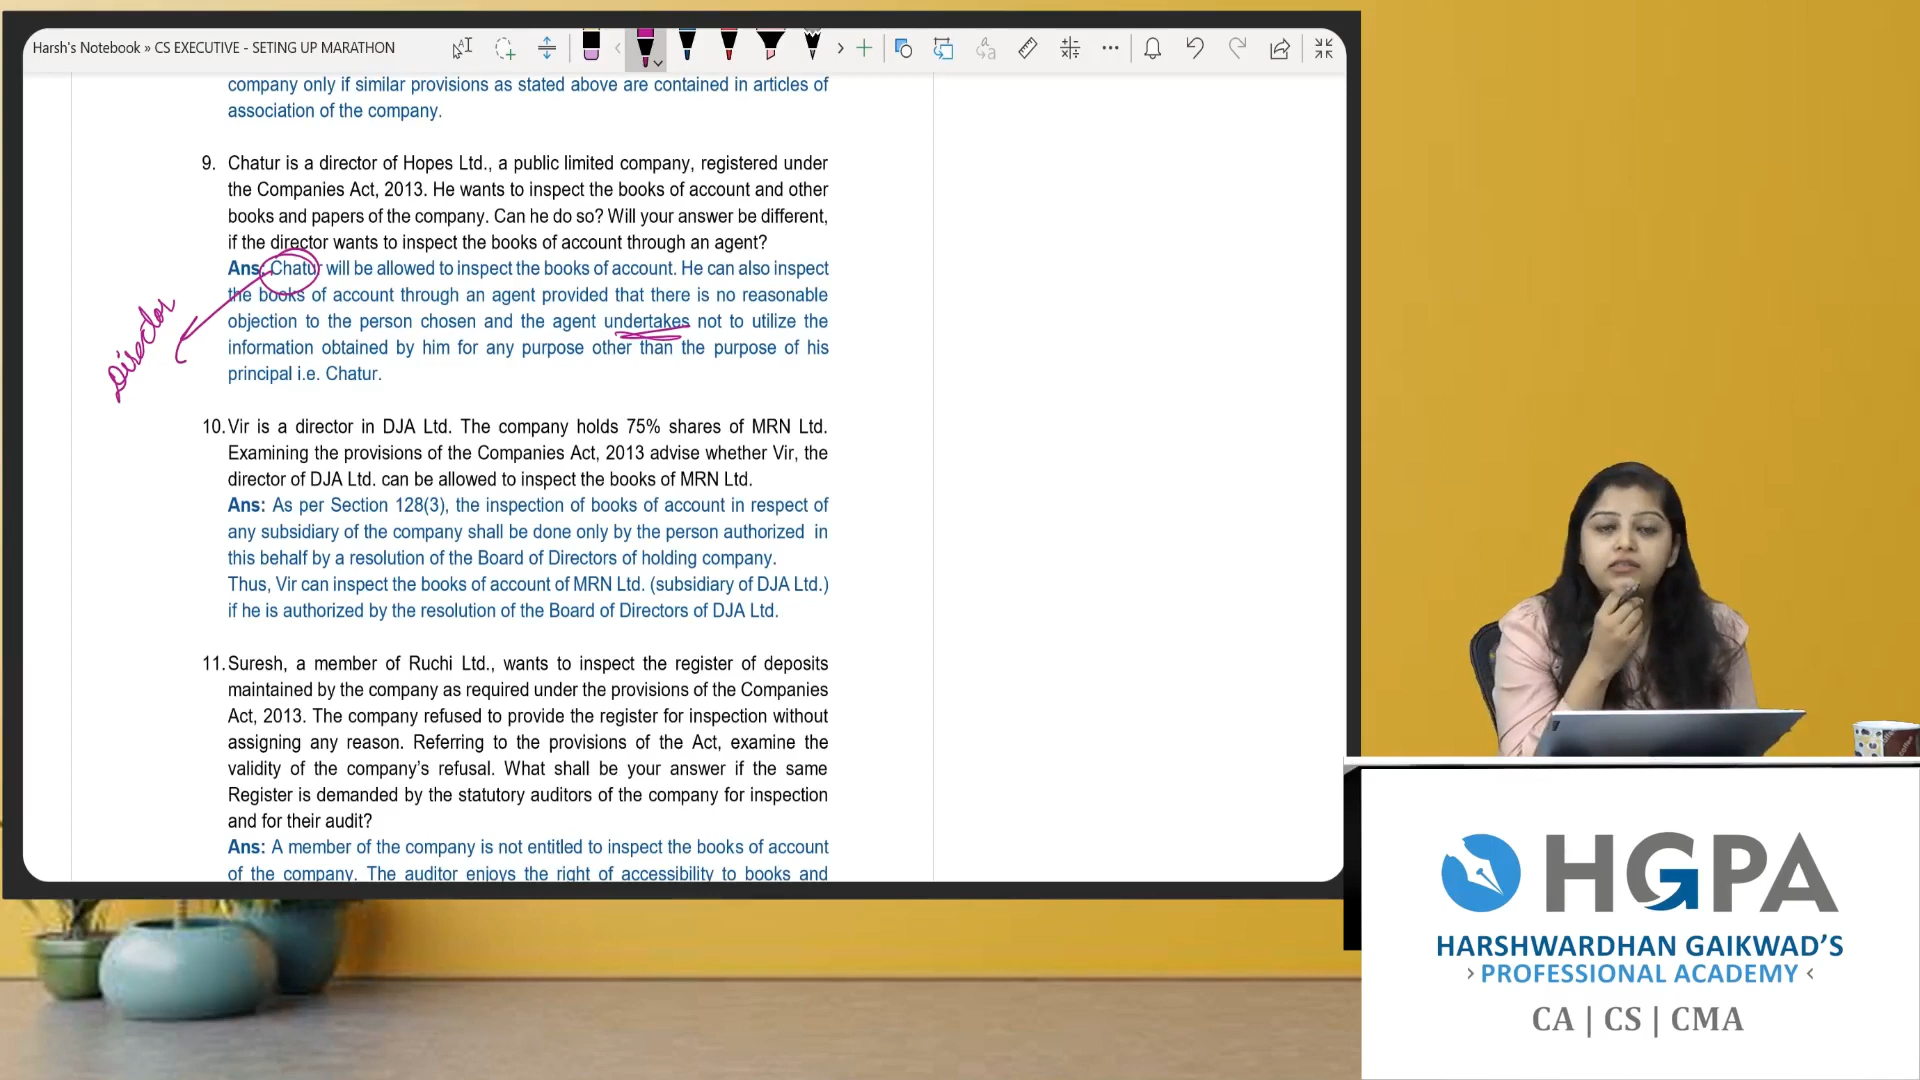 Harsh's Notebook » CS EXECUTIVE - SETING UP MARATHON
company only if similar provisions as stated above are contained in articles of
association of the company.
9. Chatur is a director of Hopes Ltd., a public limited company, registered under
the Companies Act, 2013. He wants to inspect the books of account and other
books and papers of the company. Can he do so? Will your answer be different,
if the director wants to inspect the books of account through an agent?
Ans: Chatur will be allowed to inspect the books of account. He can also inspect
the books of account through an agent provided that there is no reasonable
objection to the person chosen and the agent undertakes not to utilize the
information obtained by him for any purpose other than the purpose of his
principal i.e. Chatur.
Director
10. Vir is a director in DJA Ltd. The company holds 75% shares of MRN Ltd.
Examining the provisions of the Companies Act, 2013 advise whether Vir, the
director of DJA Ltd. can be allowed to inspect the books of MRN Ltd.
Ans: As per Section 128(3), the inspection of books of account in respect of
any subsidiary of the company shall be done only by the person authorized in
this behalf by a resolution of the Board of Directors of holding company.
Thus, Vir can inspect the books of account of MRN Ltd. (subsidiary of DJA Ltd.)
if he is authorized by the resolution of the Board of Directors of DJA Ltd.
11. Suresh, a member of Ruchi Ltd., wants to inspect the register of deposits
maintained by the company as required under the provisions of the Companies
Act, 2013. The company refused to provide the register for inspection without
assigning any reason. Referring to the provisions of the Act, examine the
validity of the company's refusal. What shall be your answer if the same
Register is demanded by the statutory auditors of the company for inspection
and for their audit?
Ans: A member of the company is not entitled to inspect the books of account
of the company. The auditor enjoys the right of accessibility to books and
HGPA
HARSHWARDHAN GAIKWAD'S
› PROFESSIONAL ACADEMY ‹
CA | CS | CMA